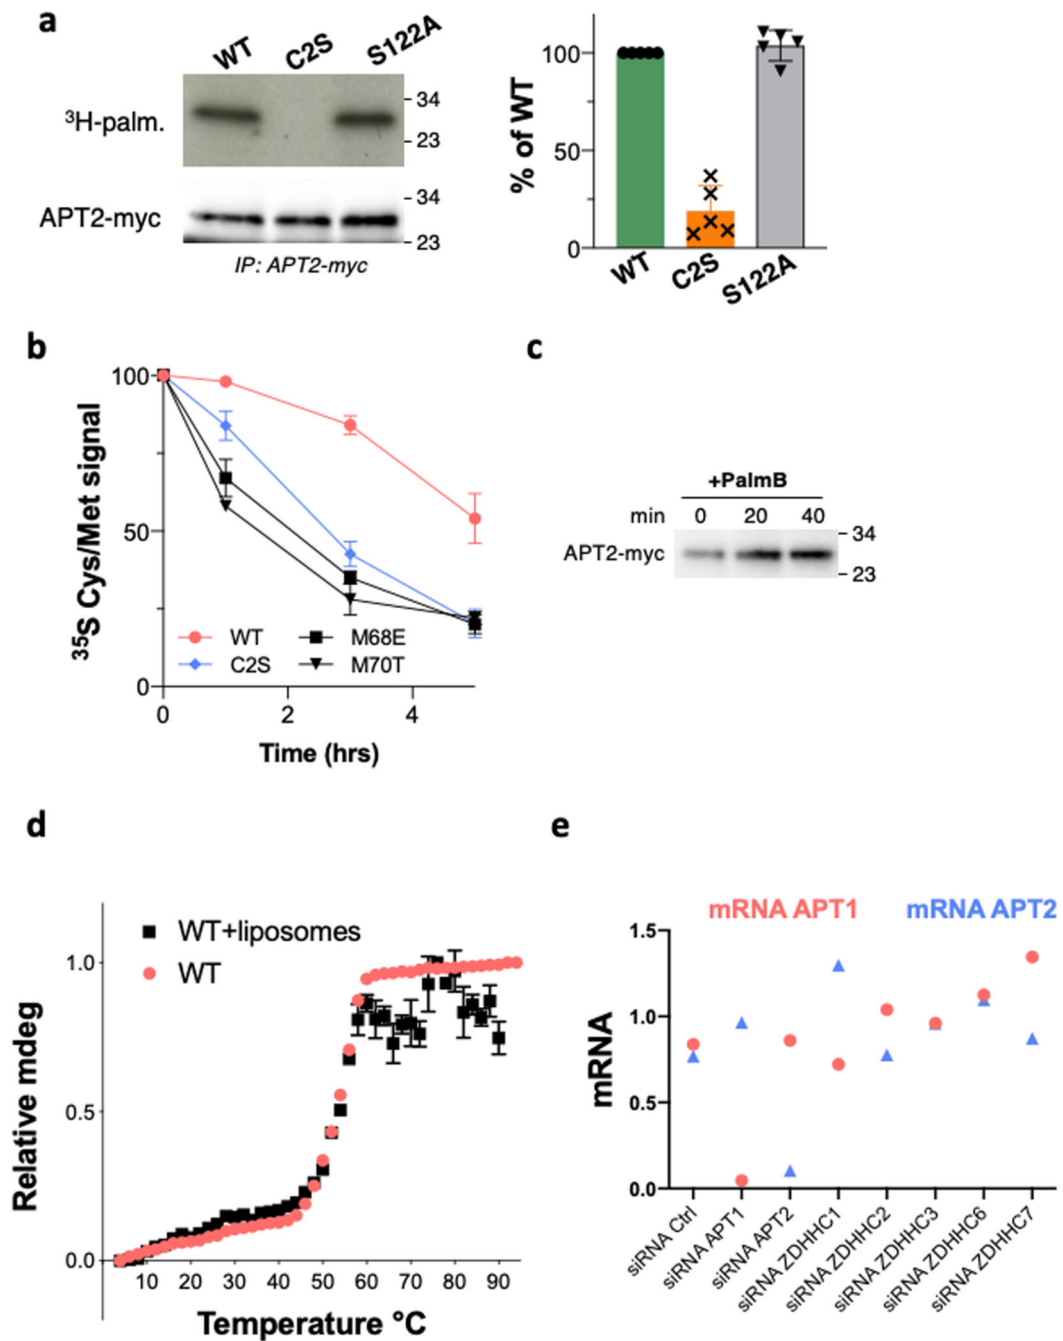 a
WT C2S S122A
³H-palm.
34
23
APT2-myc
34
23
IP: APT2-myc
% of WT
100
50
0
WT C2S S122A
b
³⁵S Cys/Met signal
100
50
0
WT M68E
C2S M70T
0 2 4
Time (hrs)
c
+PalmB
min 0 20 40
APT2-myc
34
23
d
WT+liposomes
WT
Relative mdeg
1.0
0.5
0.0
10 20 30 40 50 60 70 80 90
Temperature °C
e
mRNA APT1 mRNA APT2
mRNA
1.5
1.0
0.5
0.0
siRNA Ctrl
siRNA APT1
siRNA APT2
siRNA ZDHHC1
siRNA ZDHHC2
siRNA ZDHHC3
siRNA ZDHHC6
siRNA ZDHHC7